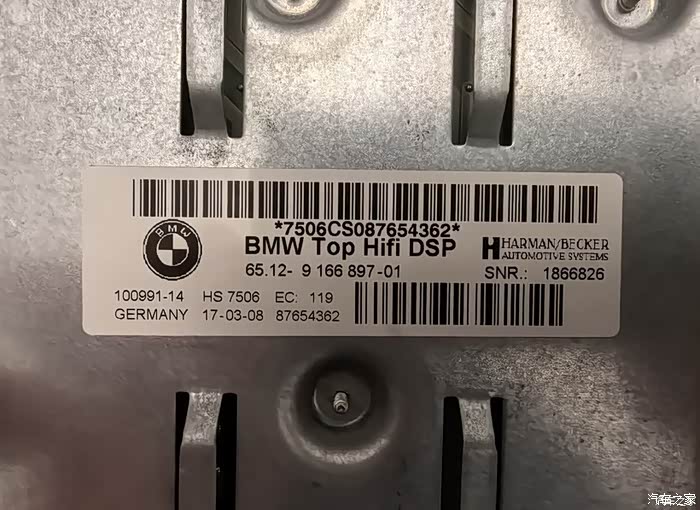 *7506CS087654362*
BMW
BMW Top Hifi DSP
HARMAN/BECKER
AUTOMOTIVE SYSTEMS
65.12- 9 166 897-01
SNR.: 1866826
100991-14 HS 7506 EC: 119
GERMANY 17-03-08 87654362
汽车之家